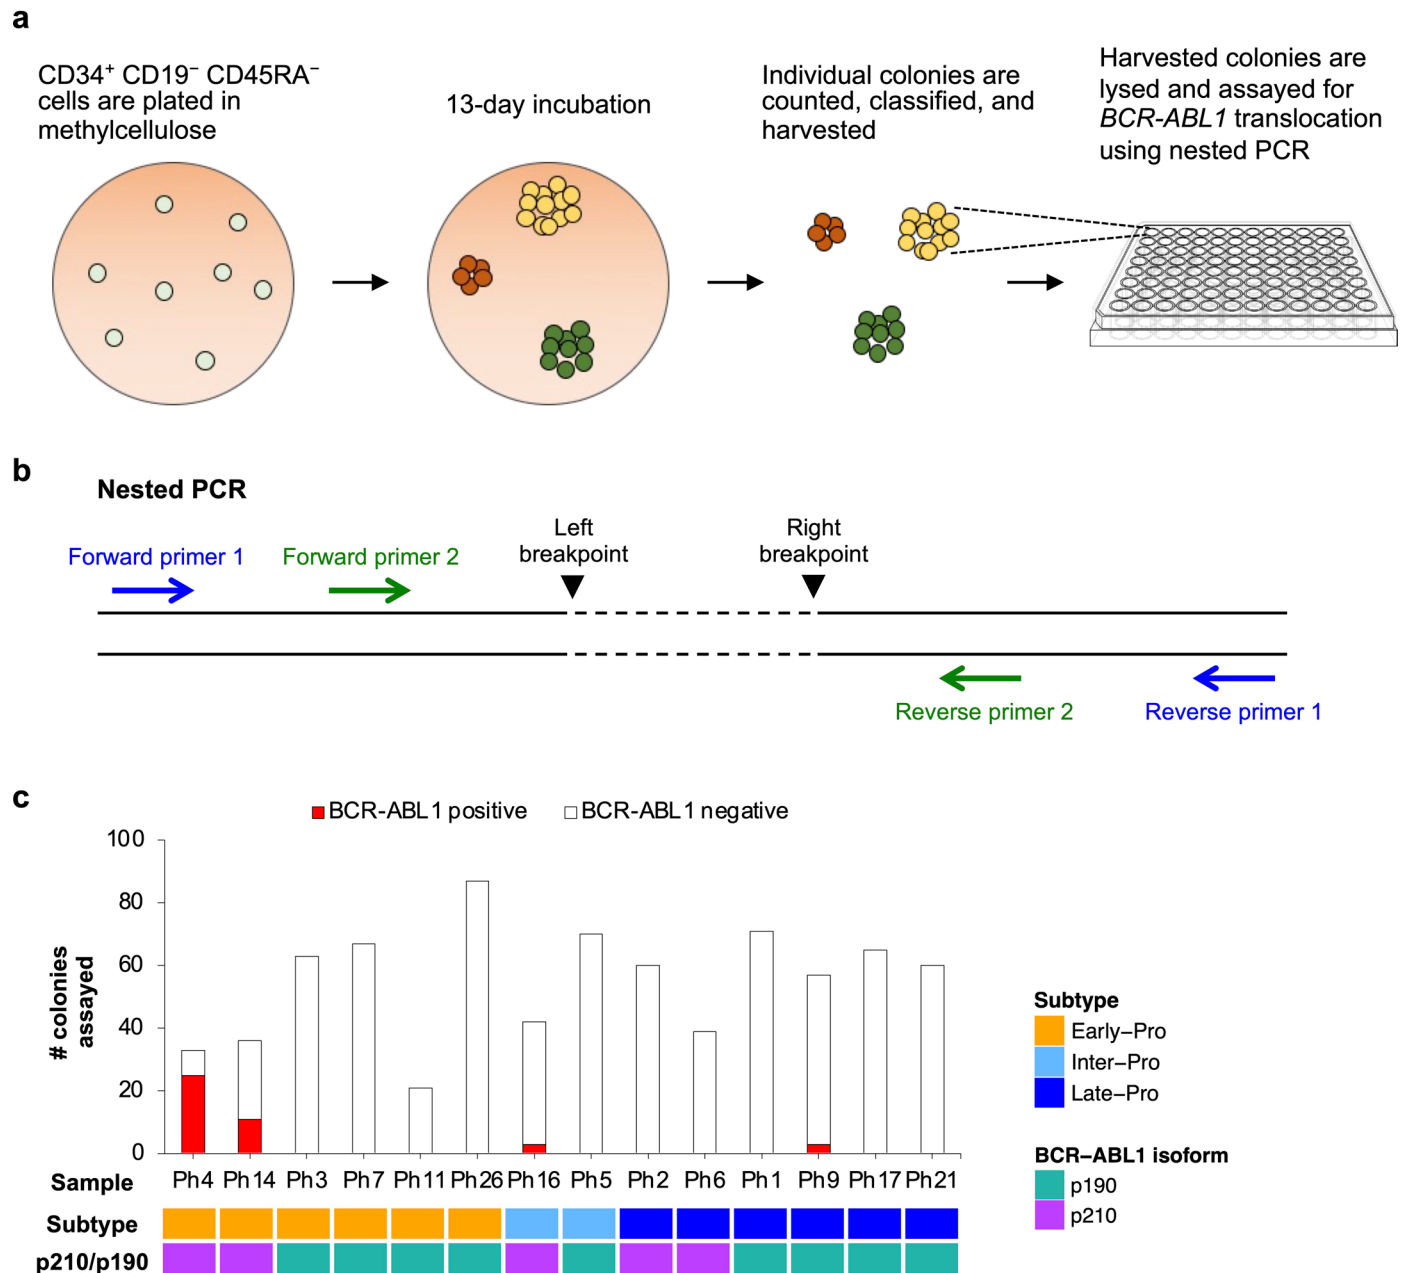 a
CD34⁺ CD19⁻ CD45RA⁻
cells are plated in
methylcellulose
13-day incubation
Individual colonies are
counted, classified, and
harvested
Harvested colonies are
lysed and assayed for
BCR-ABL1 translocation
using nested PCR
b
Nested PCR
Forward primer 1
Forward primer 2
Left
breakpoint
Right
breakpoint
Reverse primer 2
Reverse primer 1
c
BCR-ABL1 positive
BCR-ABL1 negative
# colonies
assayed
100
80
60
40
20
0
Sample Ph4 Ph14 Ph3 Ph7 Ph11 Ph26 Ph16 Ph5 Ph2 Ph6 Ph1 Ph9 Ph17 Ph21
Subtype
p210/p190
Subtype
Early–Pro
Inter–Pro
Late–Pro
BCR–ABL1 isoform
p190
p210